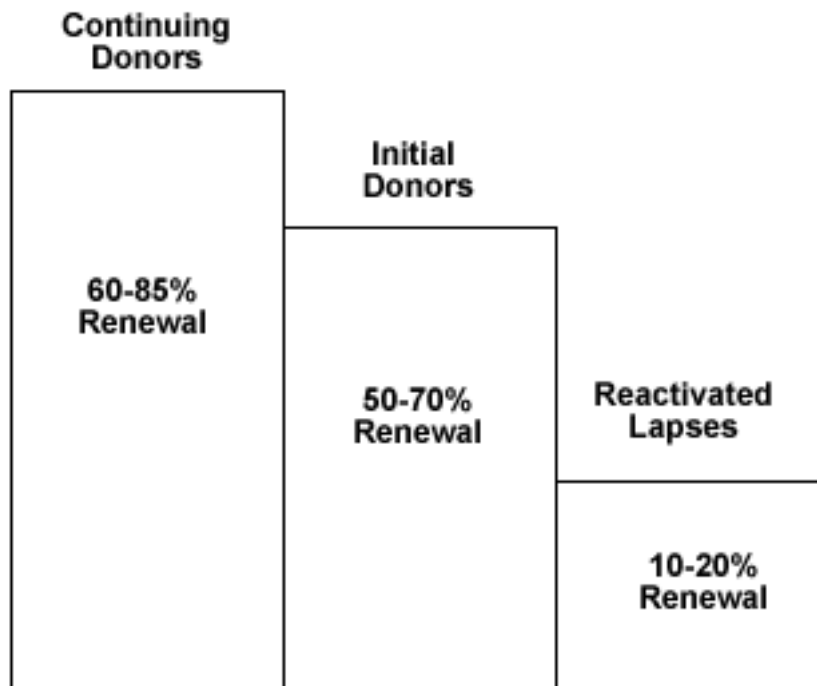 Continuing
Donors
60-85%
Renewal
Initial
Donors
50-70%
Renewal
Reactivated
Lapses
10-20%
Renewal